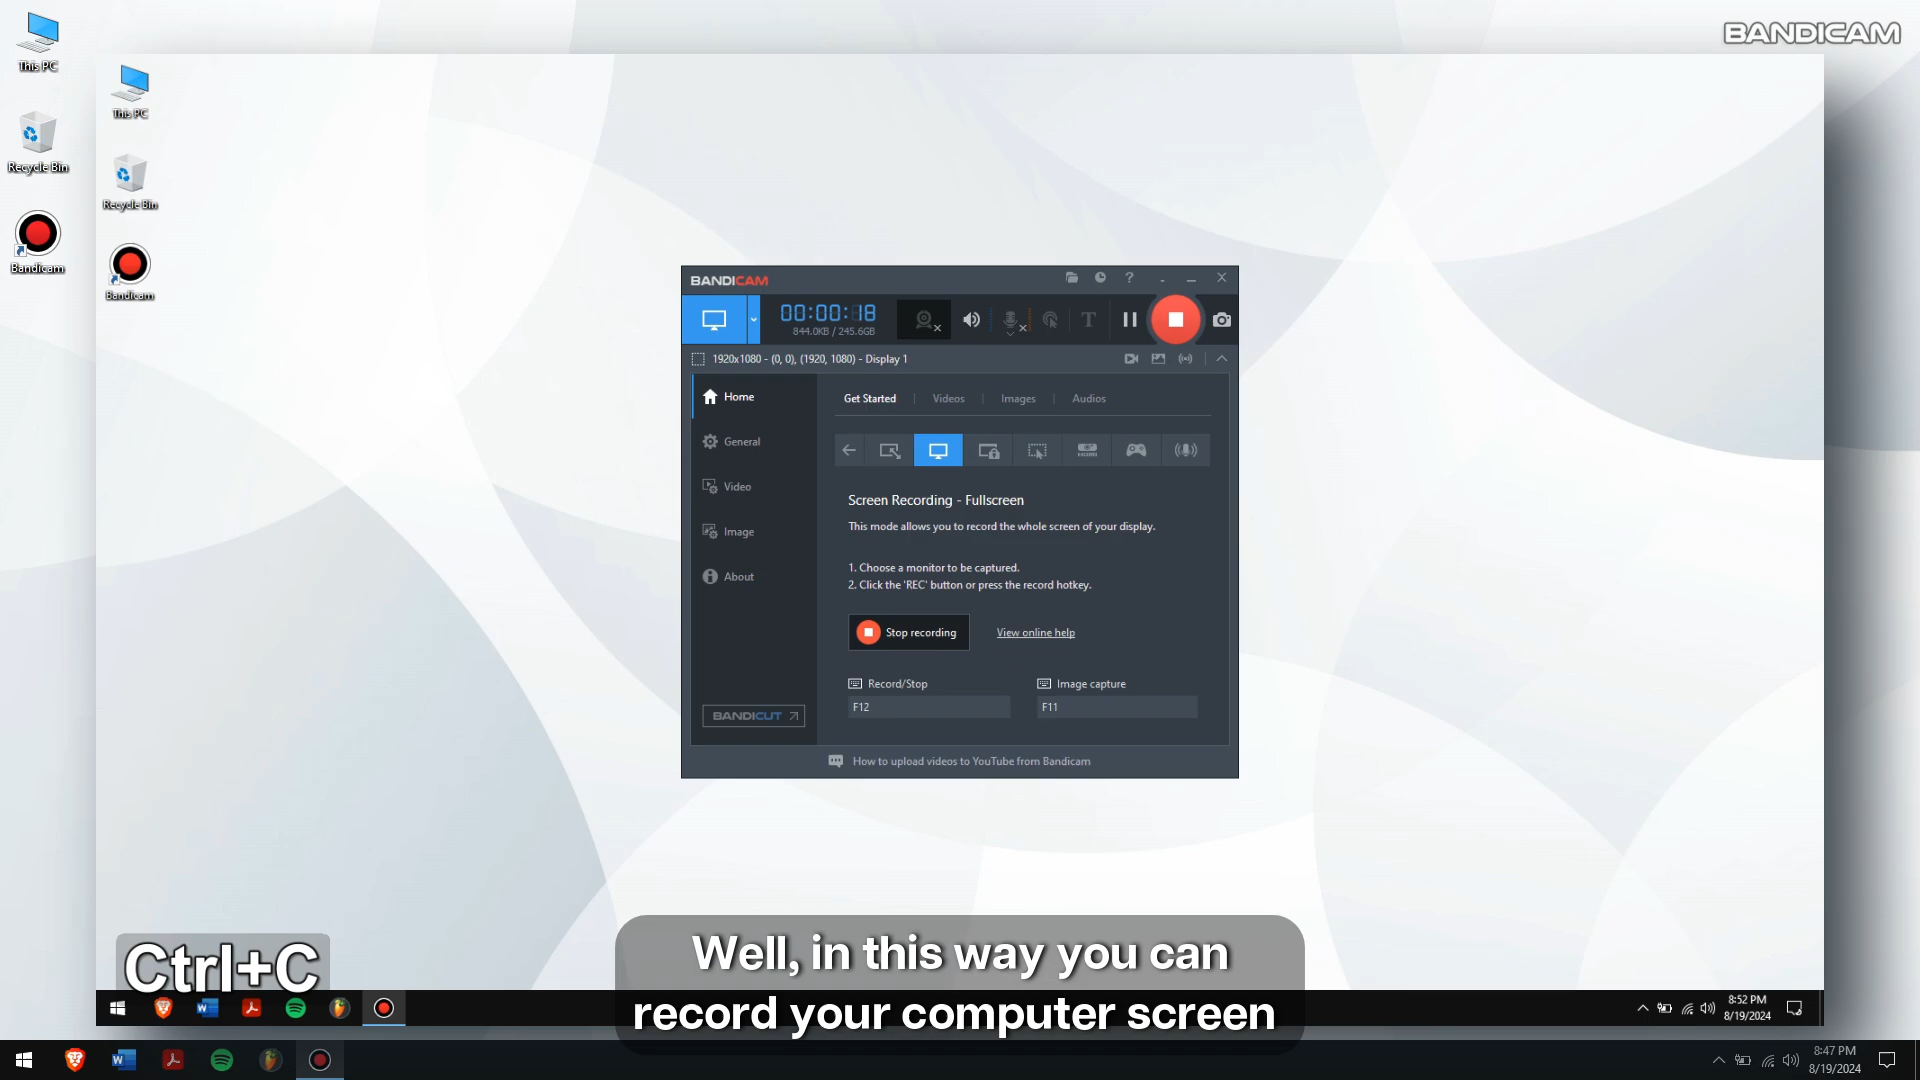 BANDICAM
This PC
Recycle Bin
Bandicam
This PC
Recycle Bin
Bandicam
BANDICAM
00:00:18
844.0KB / 245.6GB
1920x1080 - (0, 0), (1920, 1080) - Display 1
Home
General
Video
Image
About
BANDICUT
Get Started
Videos
Images
Audios
Screen Recording - Fullscreen
This mode allows you to record the whole screen of your display.
1. Choose a monitor to be captured.
2. Click the 'REC' button or press the record hotkey.
Stop recording
View online help
Record/Stop
F12
Image capture
F11
How to upload videos to YouTube from Bandicam
Ctrl+C
Well, in this way you can
record your computer screen
8:52 PM
8/19/2024
8:47 PM
8/19/2024